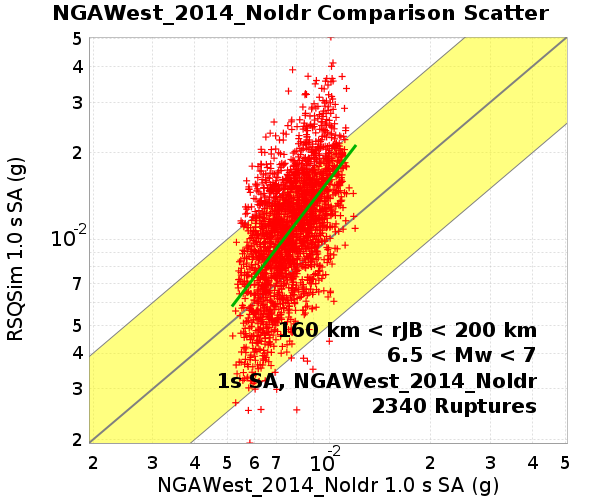 NGAWest_2014_NoIdr Comparison Scatter
5
4
3
2
10-2
7
5
4
3
2
RSQSim 1.0 s SA (g)
160 km < rJB < 200 km
6.5 < Mw < 7
1s SA, NGAWest_2014_NoIdr
2340 Ruptures
2 3 4 5 6 7 10-2 2 3 4 5
NGAWest_2014_NoIdr 1.0 s SA (g)